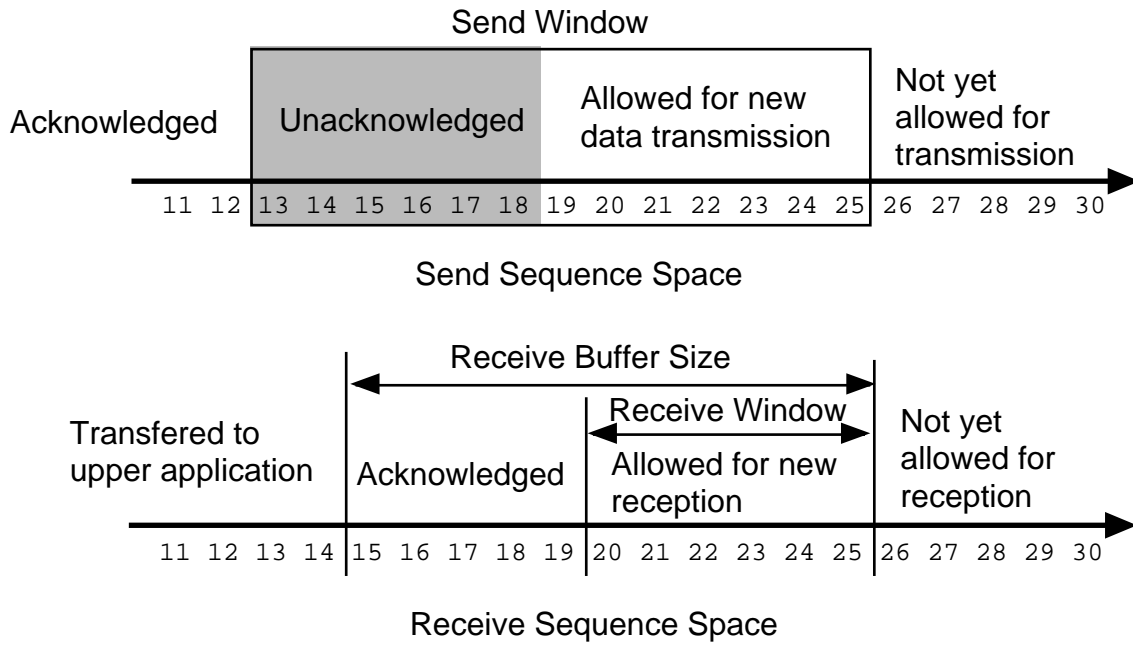 Send Window
Acknowledged
Unacknowledged
Allowed for new
data transmission
Not yet
allowed for
transmission
11 12 13 14 15 16 17 18 19 20 21 22 23 24 25 26 27 28 29 30
Send Sequence Space
Receive Buffer Size
Receive Window
Transfered to
upper application
Acknowledged
Allowed for new
reception
Not yet
allowed for
reception
11 12 13 14 15 16 17 18 19 20 21 22 23 24 25 26 27 28 29 30
Receive Sequence Space